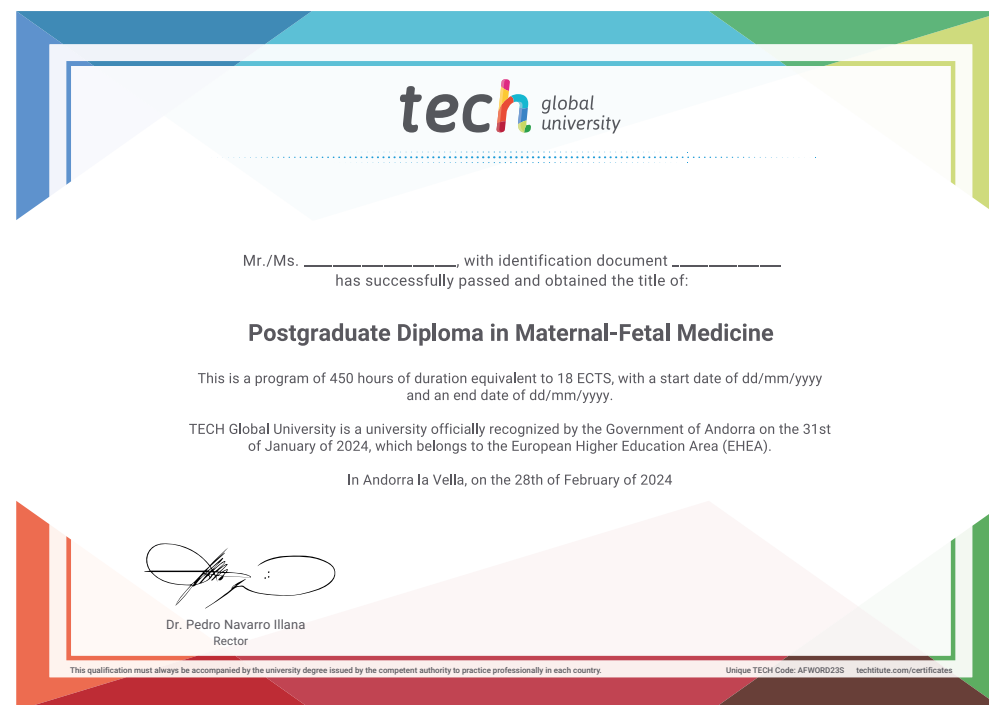 tech global
university
Mr./Ms. ____________________, with identification document ______________
has successfully passed and obtained the title of:
Postgraduate Diploma in Maternal-Fetal Medicine
This is a program of 450 hours of duration equivalent to 18 ECTS, with a start date of dd/mm/yyyy
and an end date of dd/mm/yyyy.
TECH Global University is a university officially recognized by the Government of Andorra on the 31st
of January of 2024, which belongs to the European Higher Education Area (EHEA).
In Andorra la Vella, on the 28th of February of 2024
Dr. Pedro Navarro Illana
Rector
This qualification must always be accompanied by the university degree issued by the competent authority to practice professionally in each country.
Unique TECH Code: AFWORD23S techtitute.com/certificates